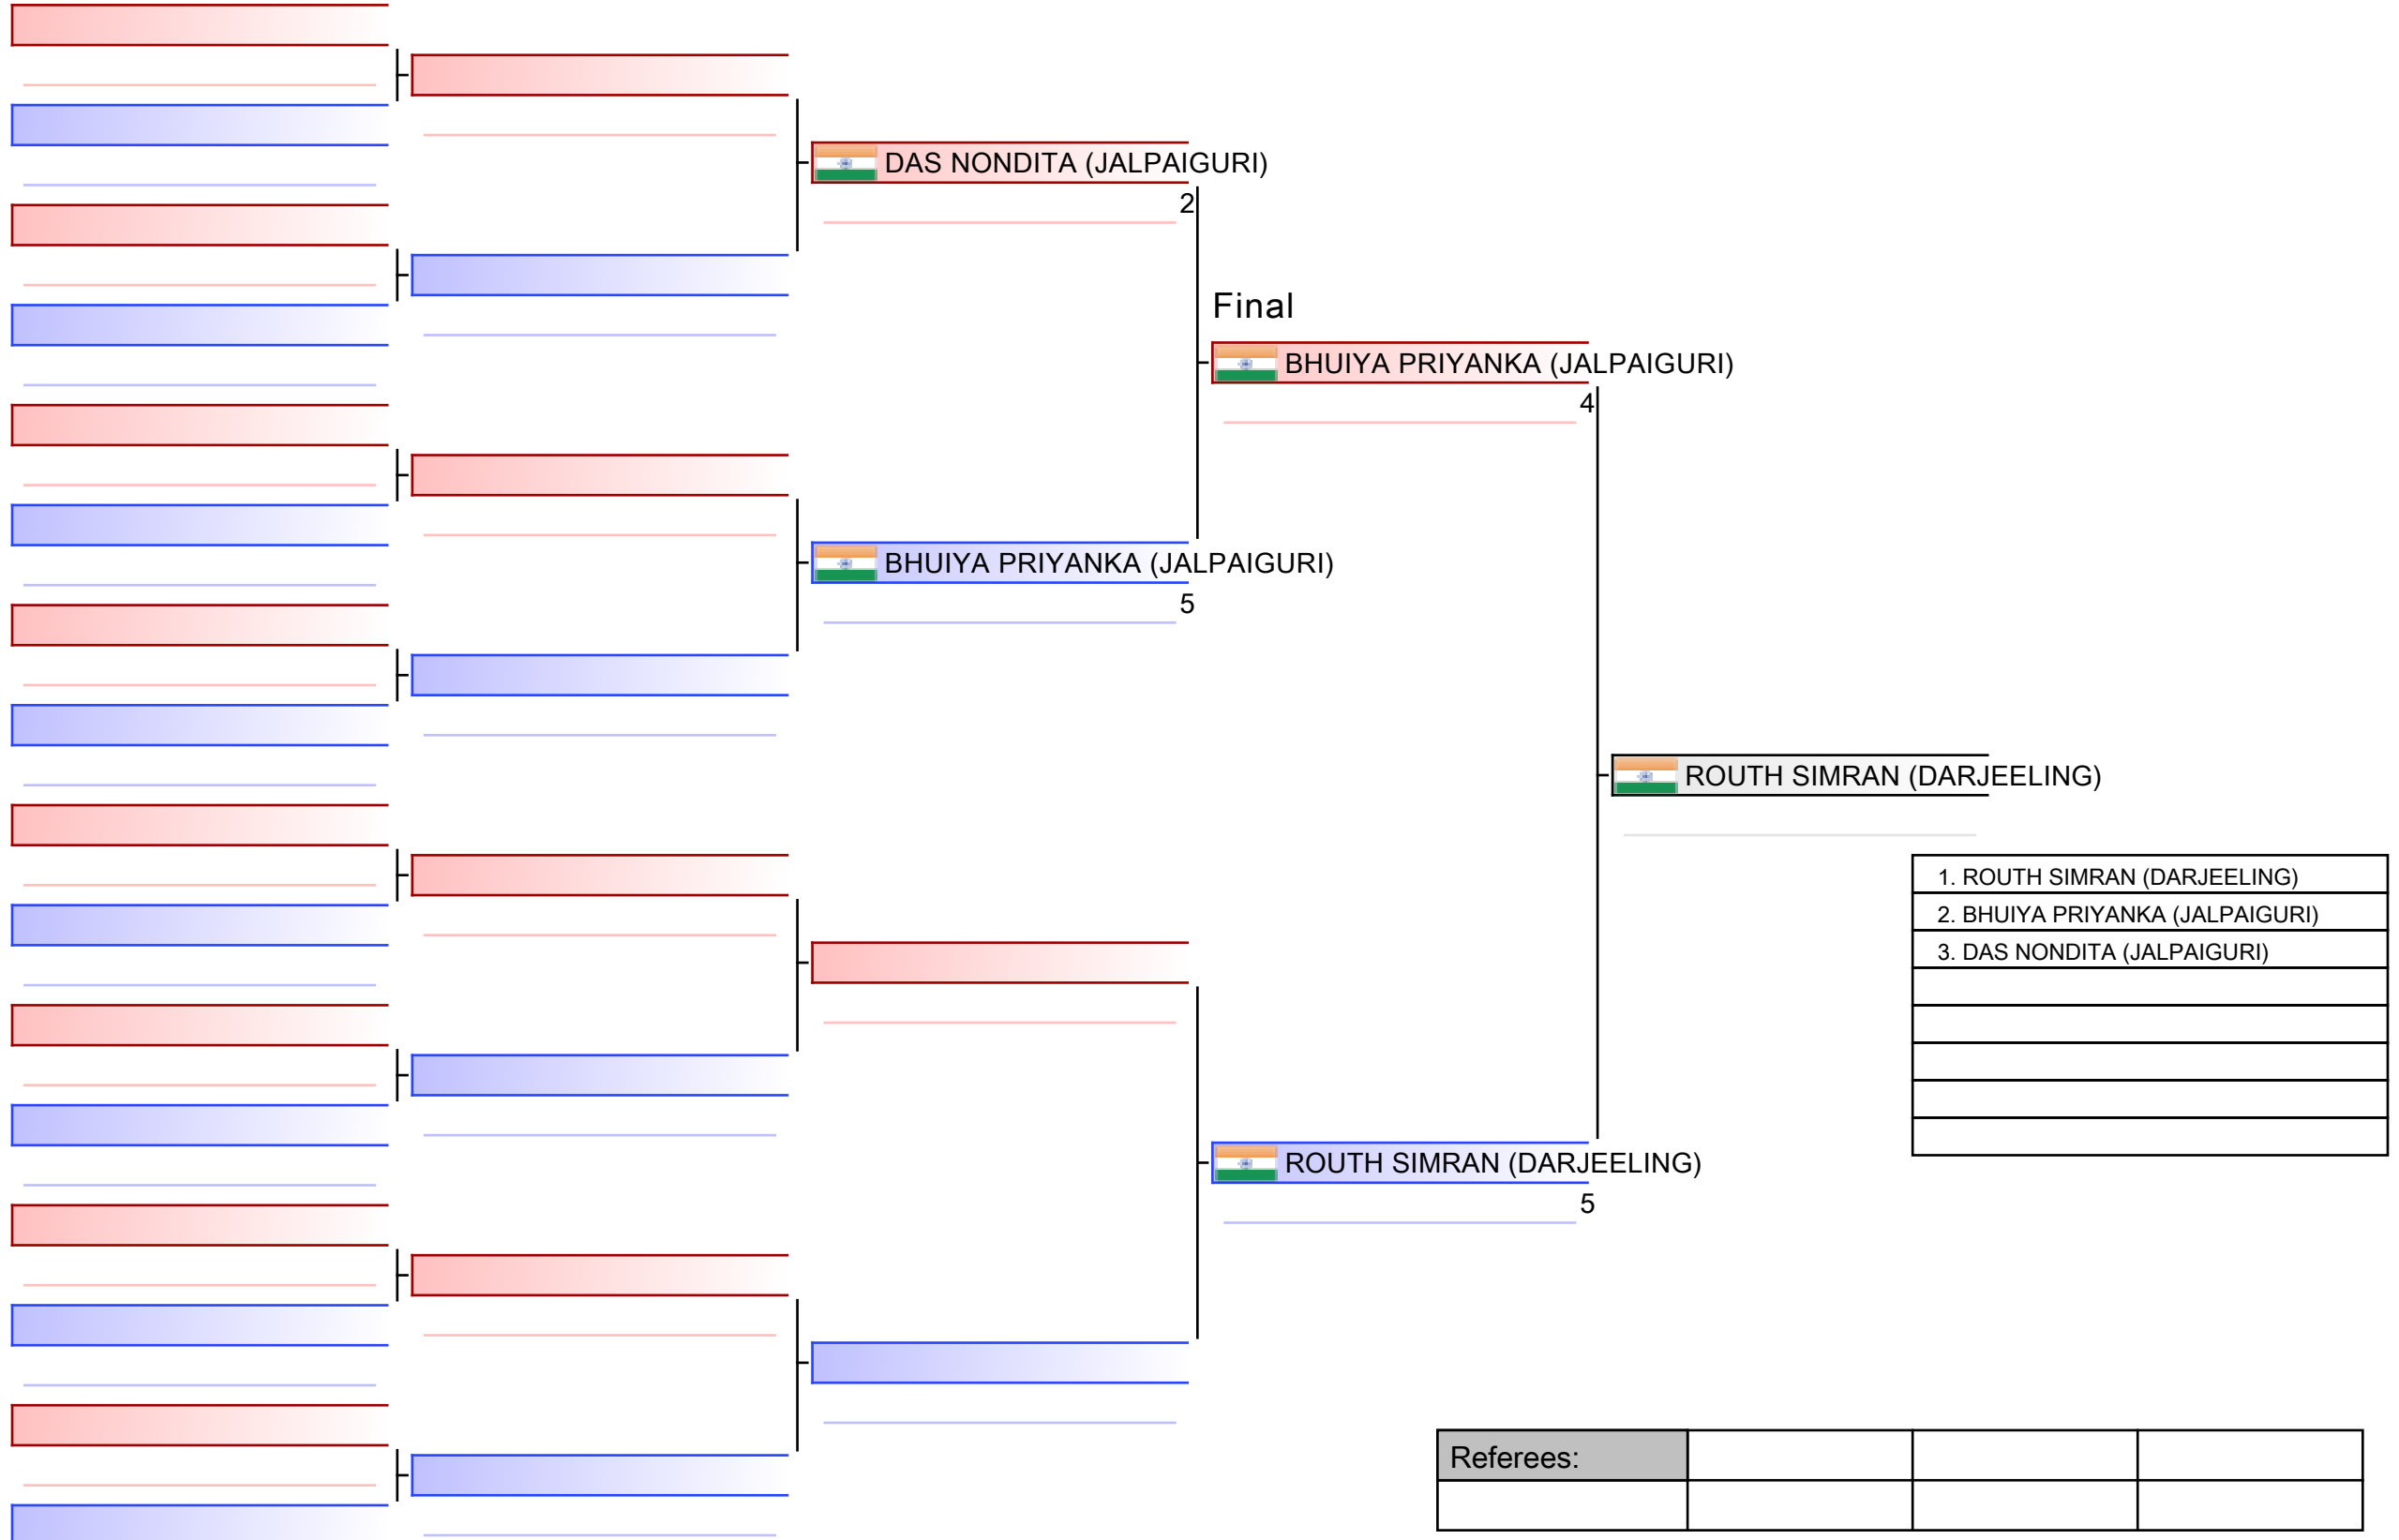 DAS NONDITA (JALPAIGURI)
2
Final
BHUIYA PRIYANKA (JALPAIGURI)
4
BHUIYA PRIYANKA (JALPAIGURI)
5
ROUTH SIMRAN (DARJEELING)
1. ROUTH SIMRAN (DARJEELING)
2. BHUIYA PRIYANKA (JALPAIGURI)
3. DAS NONDITA (JALPAIGURI)
ROUTH SIMRAN (DARJEELING)
5
Referees: